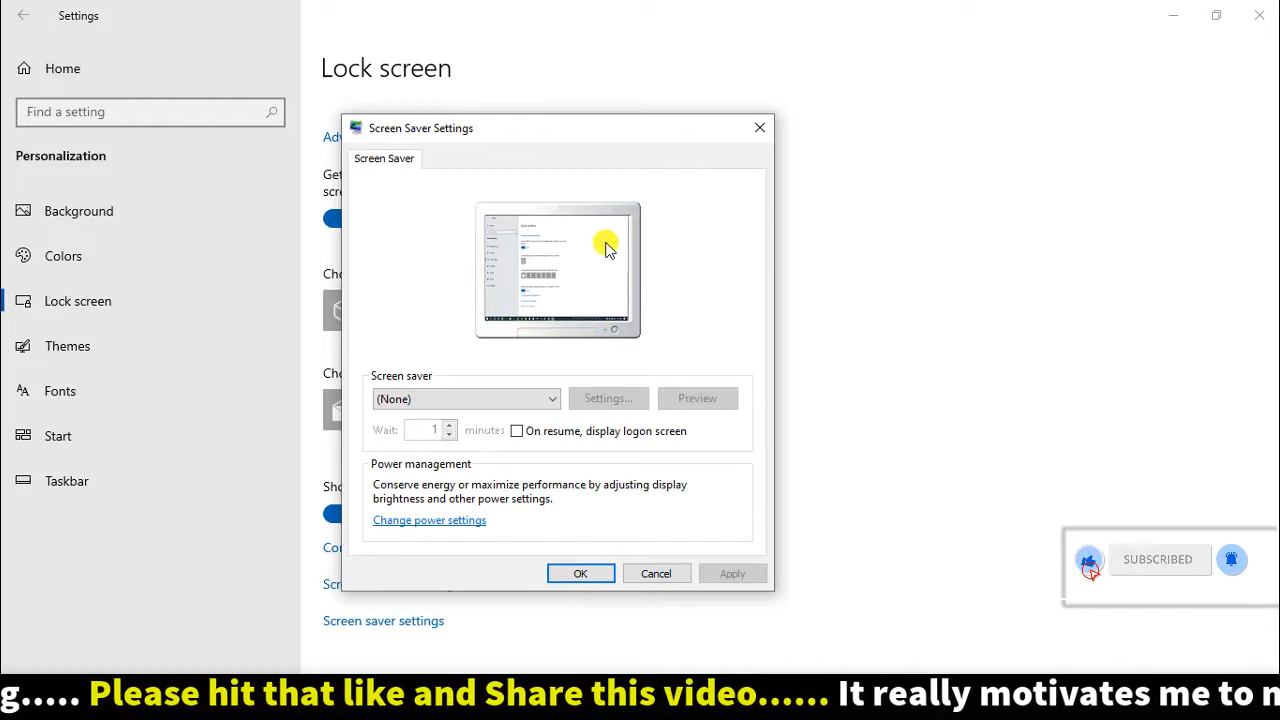 Settings
Home
Find a setting
Personalization
Background
Colors
Lock screen
Themes
Fonts
Start
Taskbar
Lock screen
Screen saver settings
Screen Saver Settings
Screen Saver
Screen saver
(None)
Settings...
Preview
Wait:
1
minutes
On resume, display logon screen
Power management
Conserve energy or maximize performance by adjusting display
brightness and other power settings.
Change power settings
OK
Cancel
Apply
SUBSCRIBED
g..... Please hit that like and Share this video...... It really motivates me to